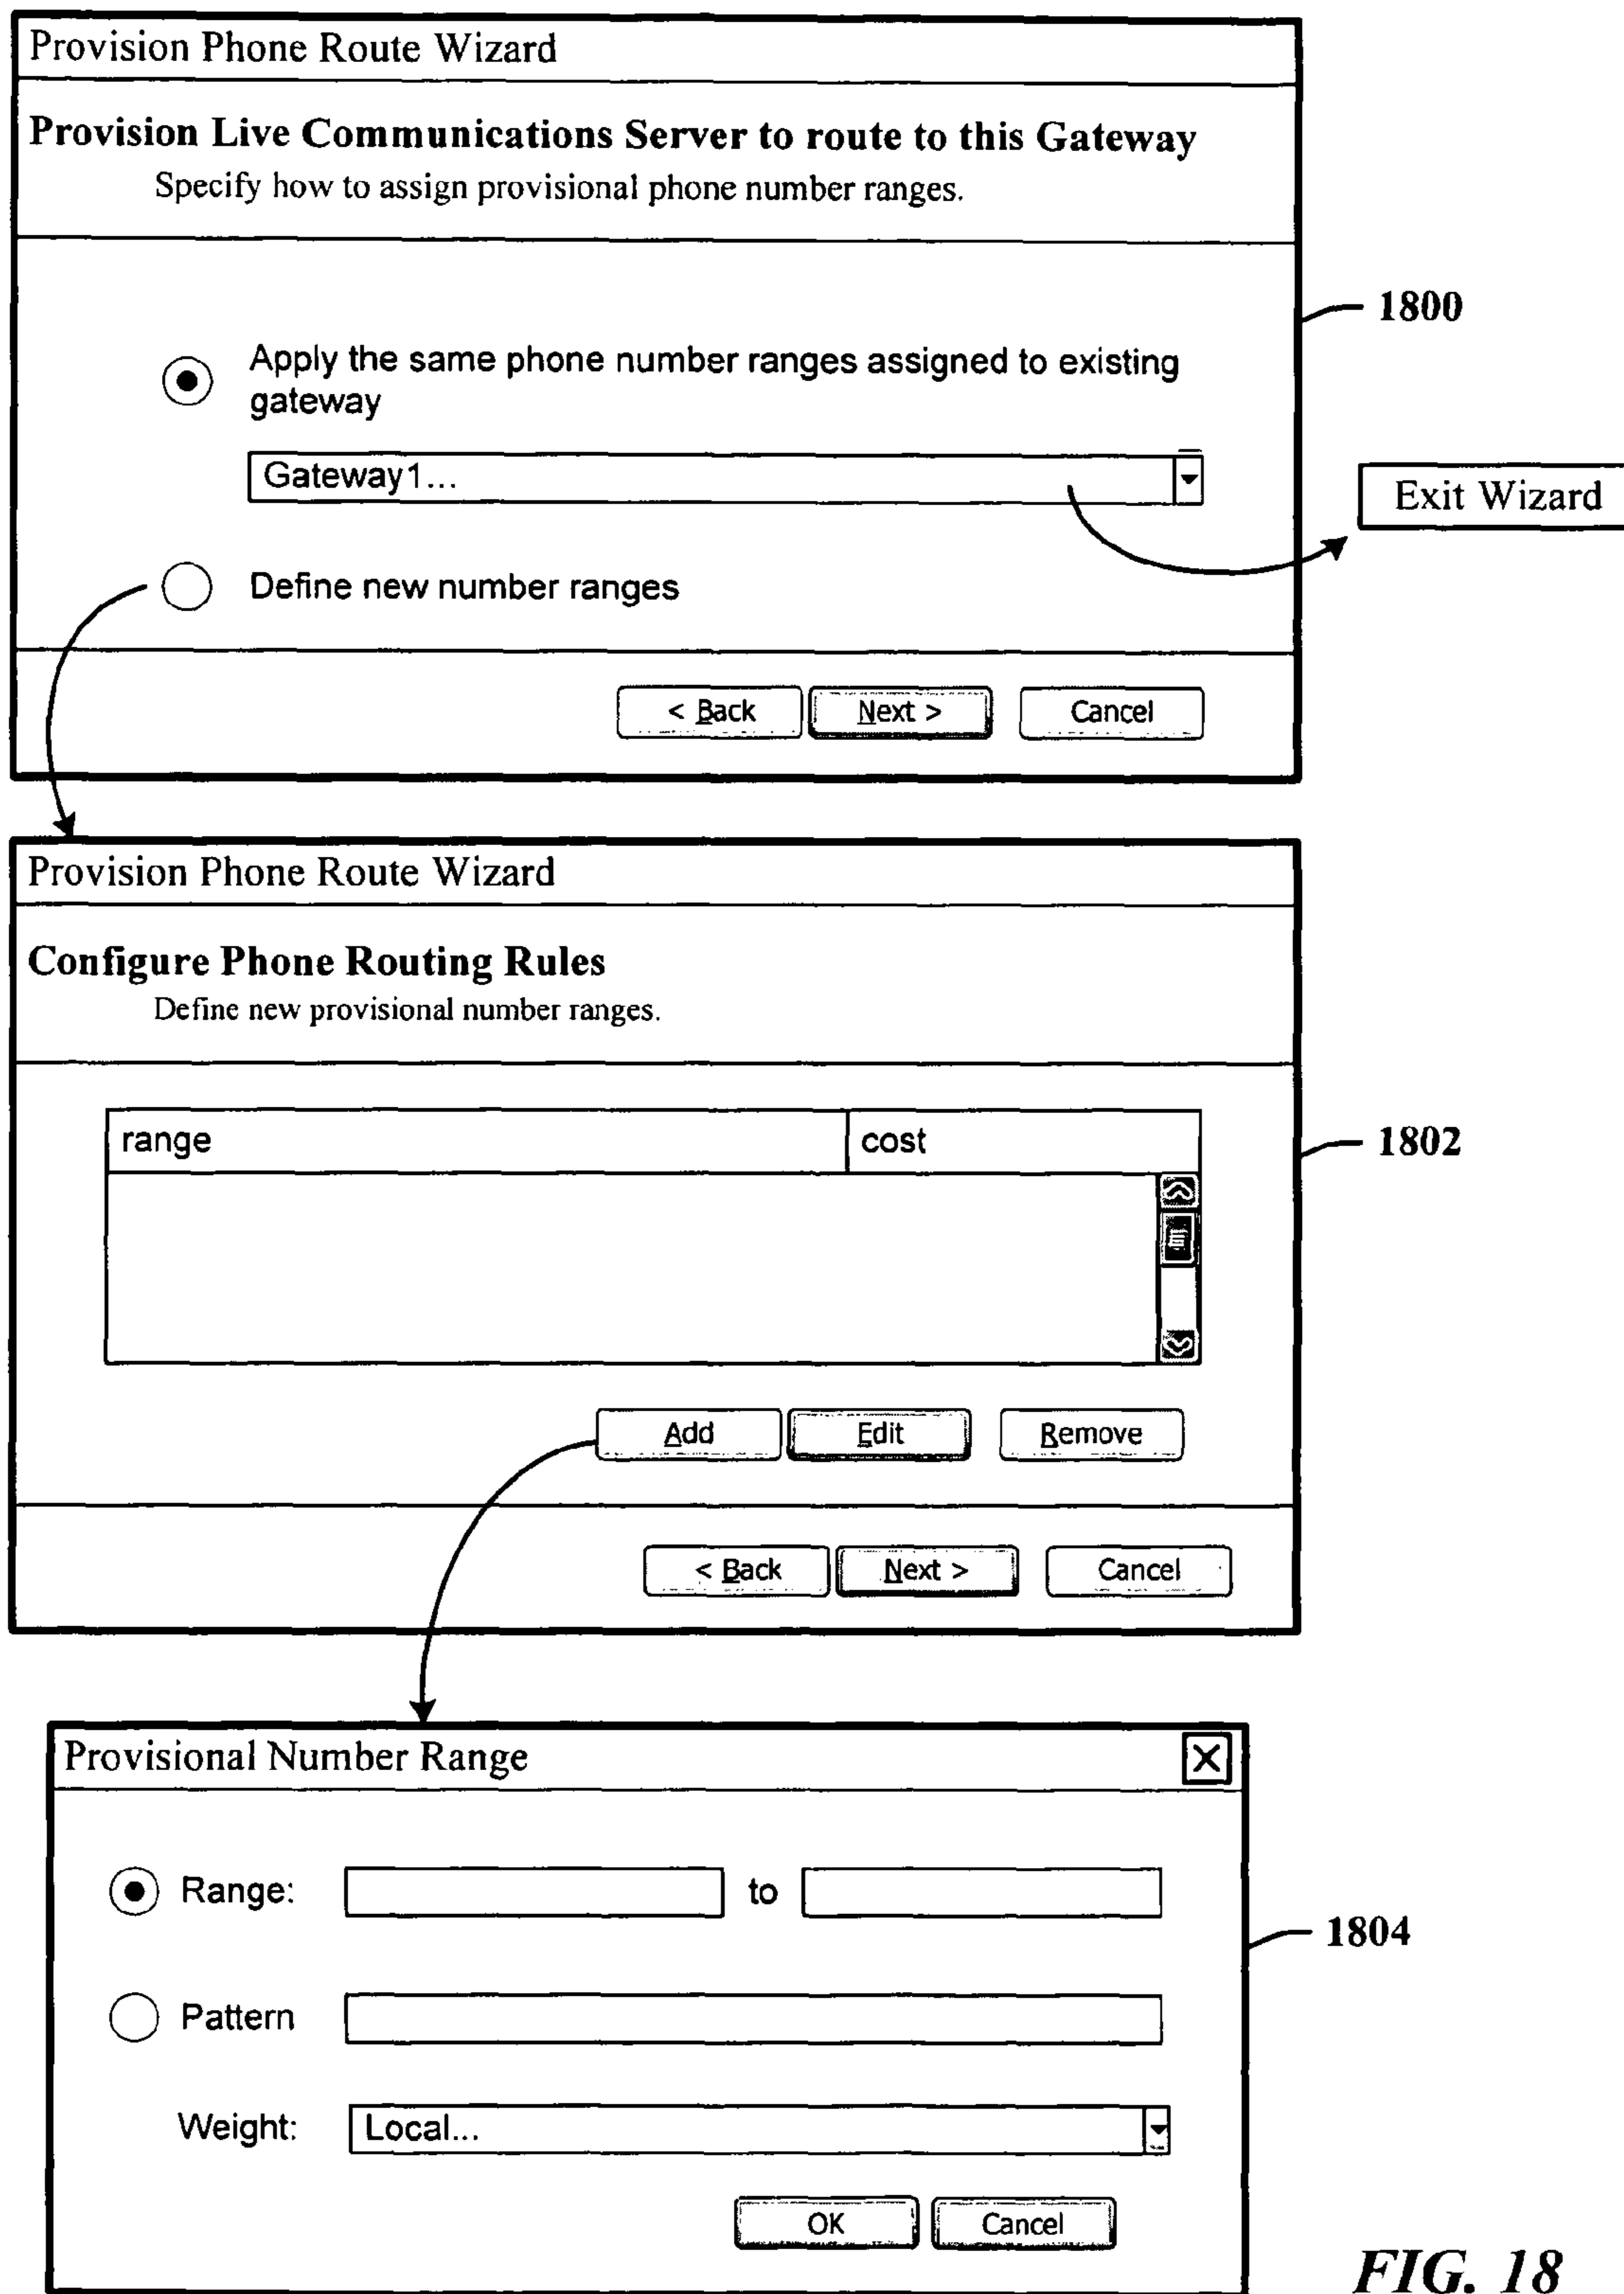 Provision Phone Route Wizard
Provision Live Communications Server to route to this Gateway
Specify how to assign provisional phone number ranges.
1800
Apply the same phone number ranges assigned to existing
gateway
Gateway1...
Exit Wizard
Define new number ranges
< Back
Next >
Cancel
Provision Phone Route Wizard
Configure Phone Routing Rules
Define new provisional number ranges.
range
cost
1802
Add
Edit
Remove
< Back
Next >
Cancel
Provisional Number Range
Range:
to
1804
Pattern
Weight:
Local...
OK
Cancel
FIG. 18